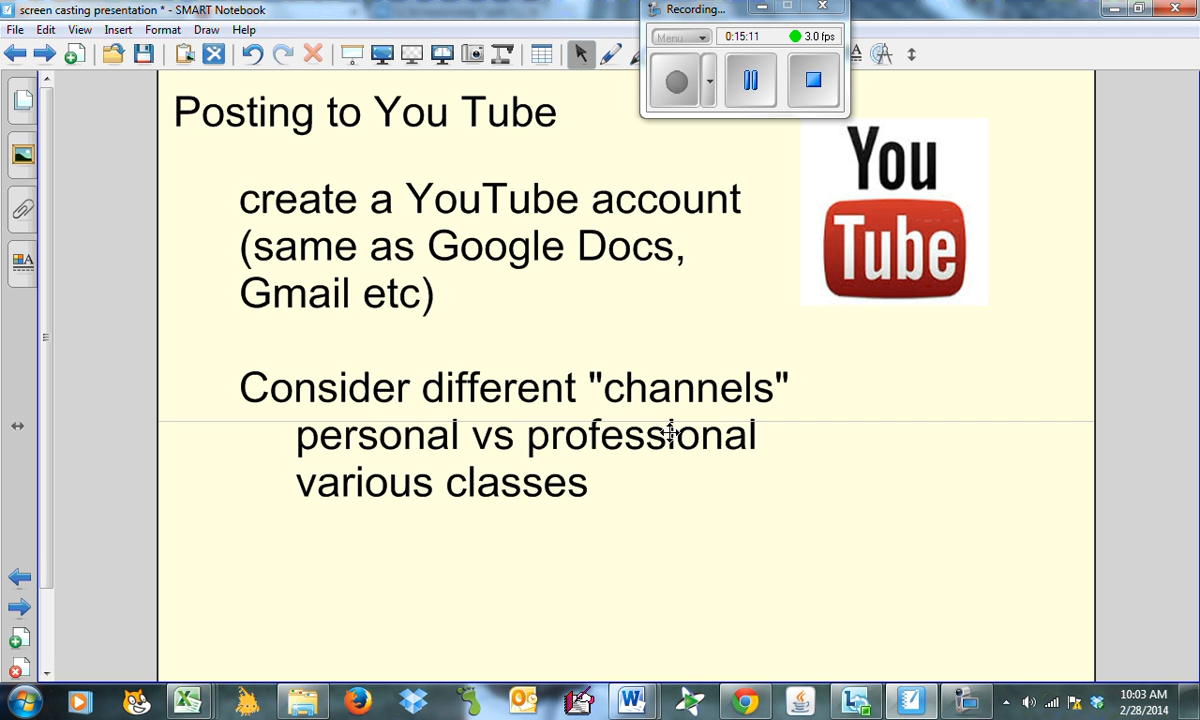 screen casting presentation * - SMART Notebook
Recording...
File Edit View Insert Format Draw Help
Menu
0:15:11
3.0 fps
Posting to You Tube
You
Tube
create a YouTube account
(same as Google Docs,
Gmail etc)
Consider different "channels"
personal vs professional
various classes
10:03 AM
2/28/2014